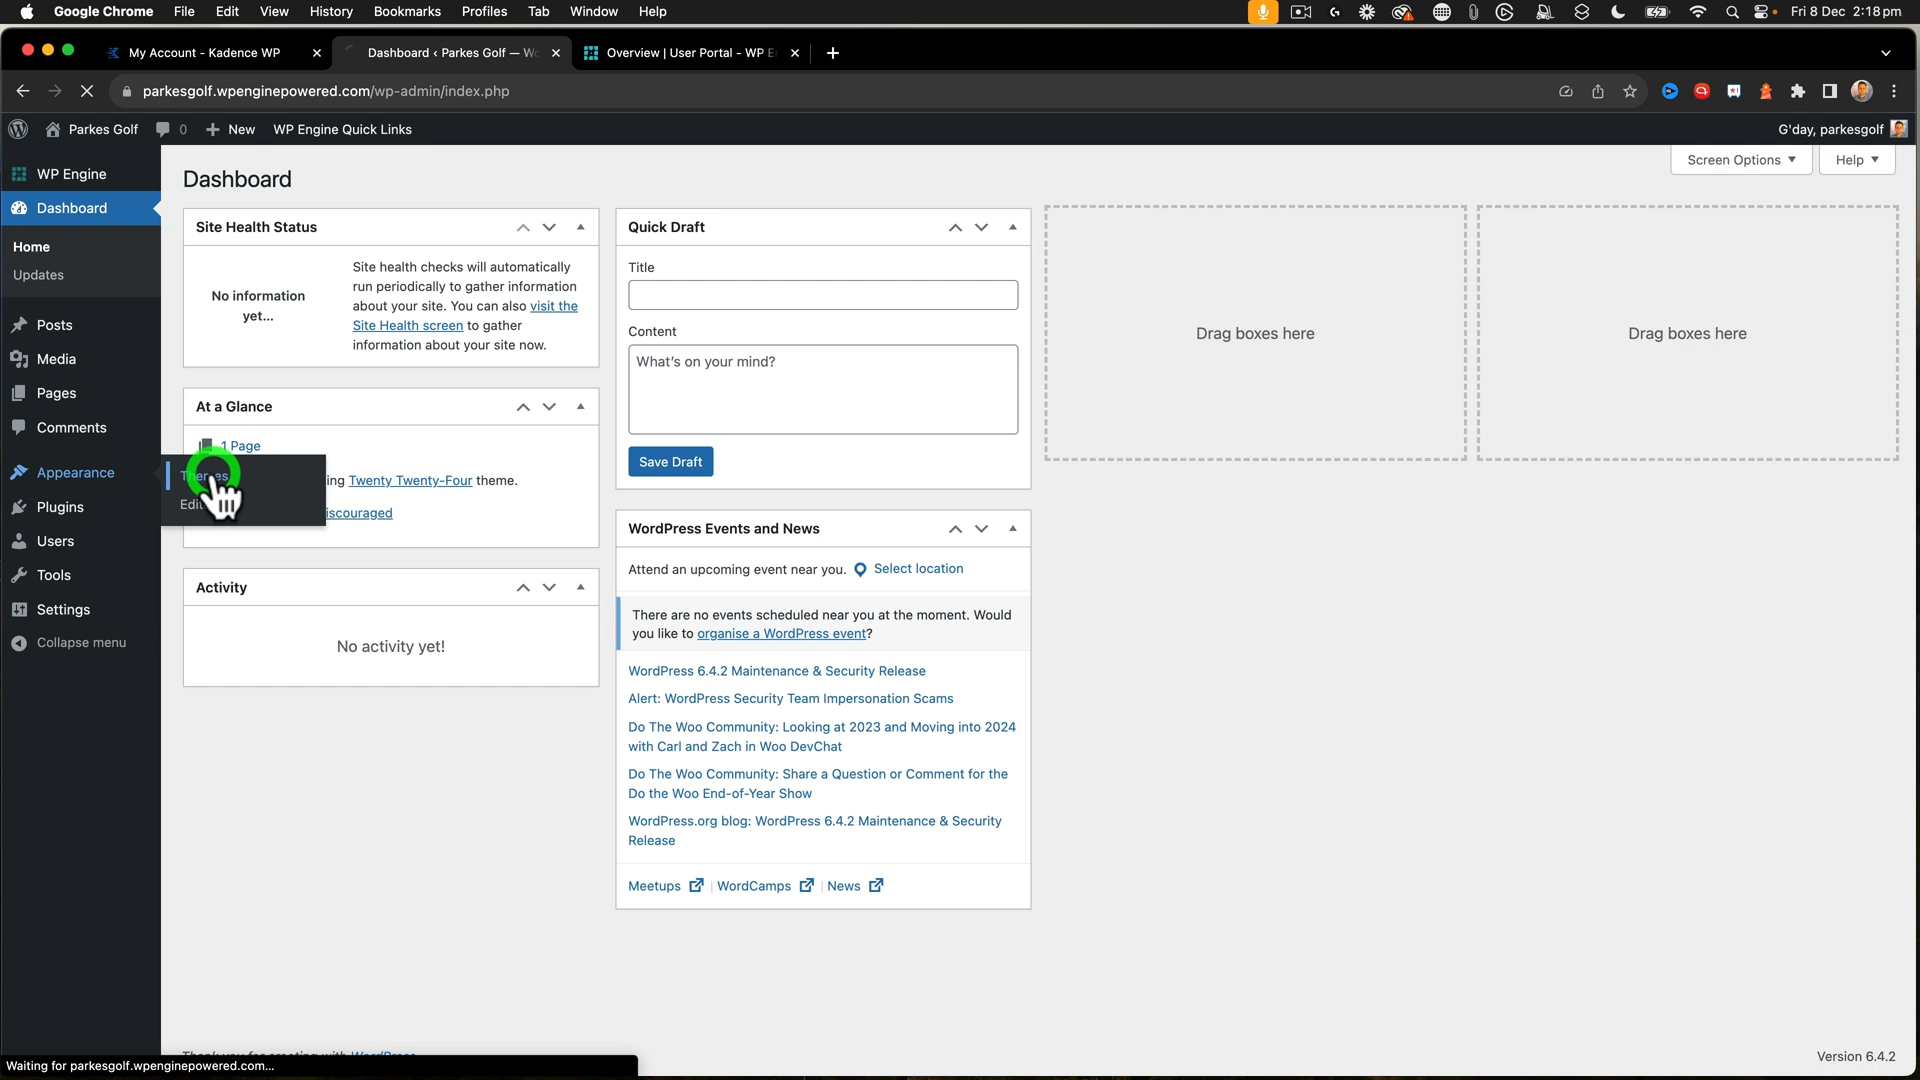 Google Chrome File Edit View History Bookmarks Profiles Tab Window Help
Fri 8 Dec 2:18 pm
My Account - Kadence WP
Dashboard ‹ Parkes Golf — Wo
Overview | User Portal - WP E
parkesgolf.wpenginepowered.com/wp-admin/index.php
Parkes Golf 0 New WP Engine Quick Links
G'day, parkesgolf
WP Engine
Dashboard
Home
Updates
Posts
Media
Pages
Comments
Appearance
Plugins
Users
Tools
Settings
Collapse menu
Themes
Edit
Screen Options
Help
Dashboard
Site Health Status
No information
yet...
Site health checks will automatically
run periodically to gather information
about your site. You can also visit the
Site Health screen to gather
information about your site now.
At a Glance
1 Page
ing Twenty Twenty-Four theme.
iscouraged
Activity
No activity yet!
Quick Draft
Title
Content
What's on your mind?
Save Draft
WordPress Events and News
Attend an upcoming event near you. Select location
There are no events scheduled near you at the moment. Would
you like to organise a WordPress event?
WordPress 6.4.2 Maintenance & Security Release
Alert: WordPress Security Team Impersonation Scams
Do The Woo Community: Looking at 2023 and Moving into 2024
with Carl and Zach in Woo DevChat
Do The Woo Community: Share a Question or Comment for the
Do the Woo End-of-Year Show
WordPress.org blog: WordPress 6.4.2 Maintenance & Security
Release
Meetups | WordCamps | News
Drag boxes here
Drag boxes here
Thank you for creating with WordPress
Version 6.4.2
Waiting for parkesgolf.wpenginepowered.com...